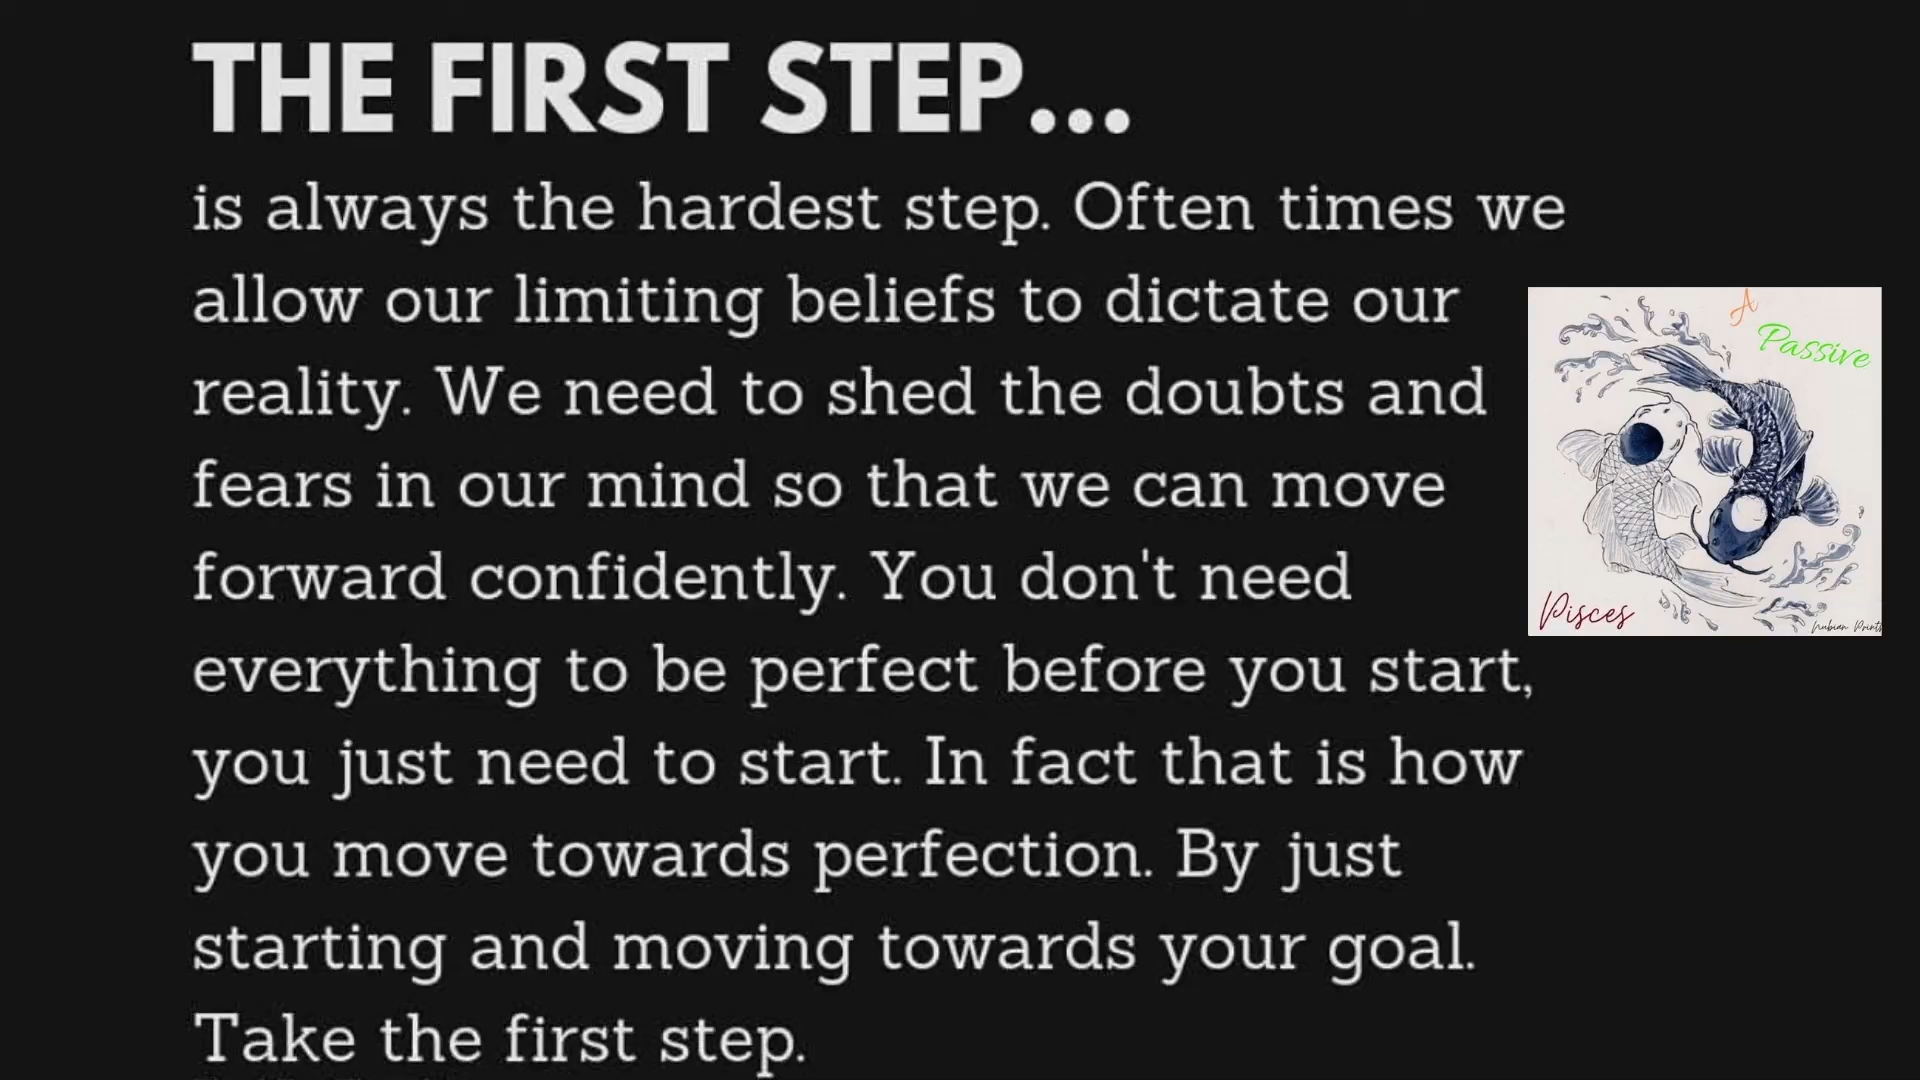 THE FIRST STEP...
is always the hardest step. Often times we
allow our limiting beliefs to dictate our
reality. We need to shed the doubts and
fears in our mind so that we can move
forward confidently. You don't need
everything to be perfect before you start,
you just need to start. In fact that is how
you move towards perfection. By just
starting and moving towards your goal.
Take the first step.
A
Passive
Pisces
Nubian Prints